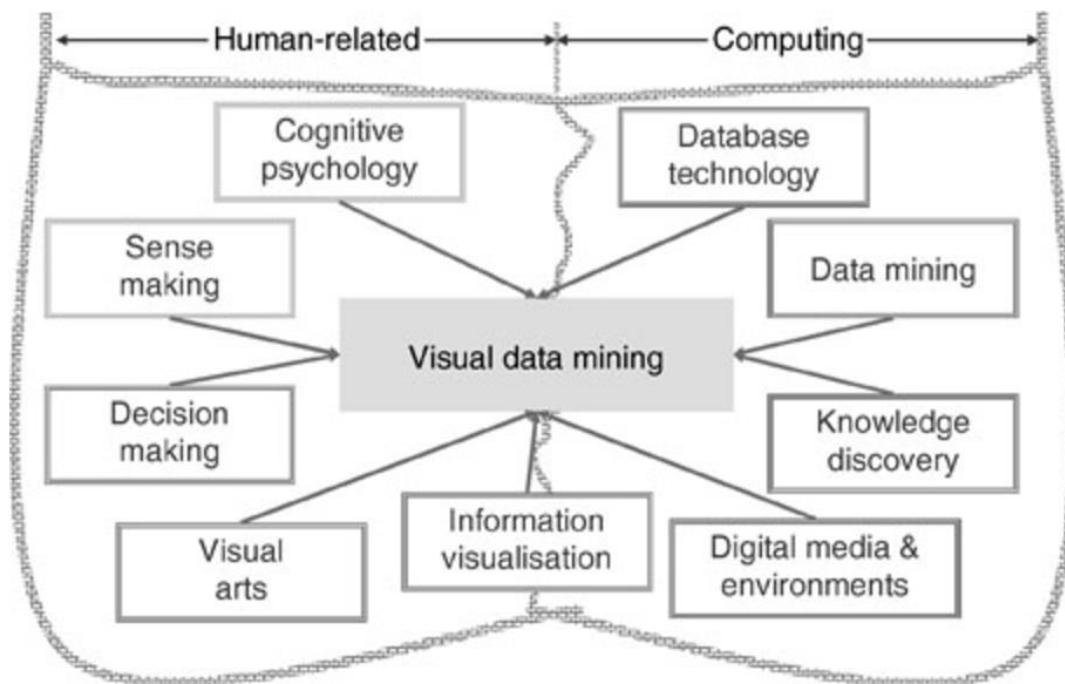 Human-related
Computing
Cognitive
psychology
Database
technology
Sense
making
Data mining
Visual data mining
Decision
making
Knowledge
discovery
Visual
arts
Information
visualisation
Digital media &
environments